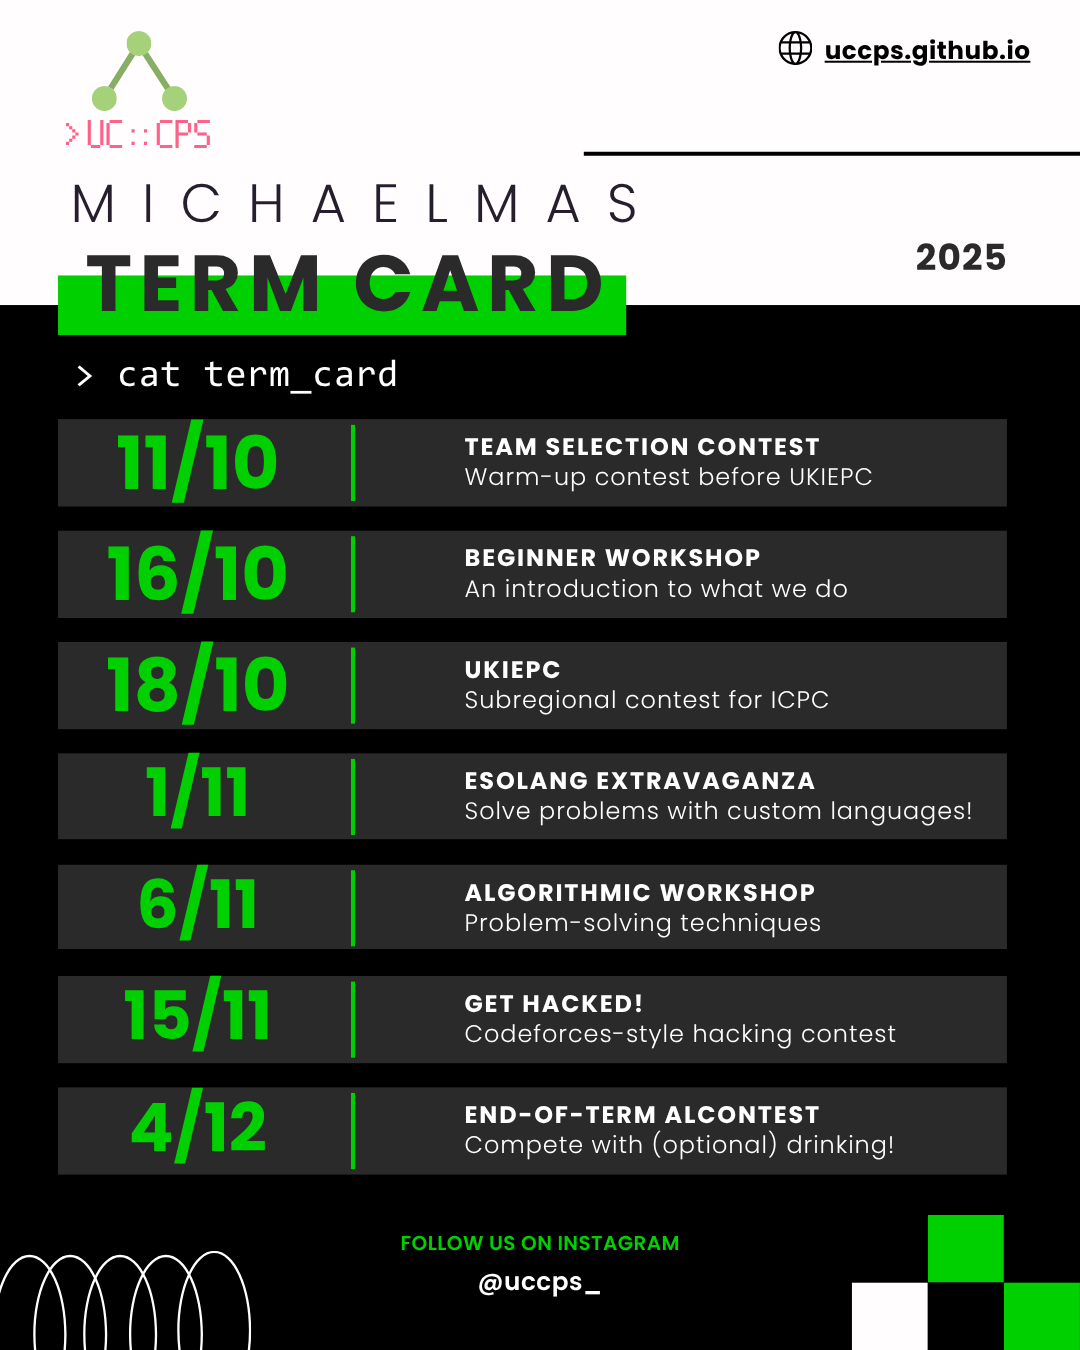 uccps.github.io
>UC::CPS
MICHAELMAS
TERM CARD
2025
> cat term_card
11/10
TEAM SELECTION CONTEST
Warm-up contest before UKIEPC
16/10
BEGINNER WORKSHOP
An introduction to what we do
18/10
UKIEPC
Subregional contest for ICPC
1/11
ESOLANG EXTRAVAGANZA
Solve problems with custom languages!
6/11
ALGORITHMIC WORKSHOP
Problem-solving techniques
15/11
GET HACKED!
Codeforces-style hacking contest
4/12
END-OF-TERM ALCONTEST
Compete with (optional) drinking!
FOLLOW US ON INSTAGRAM
@uccps_